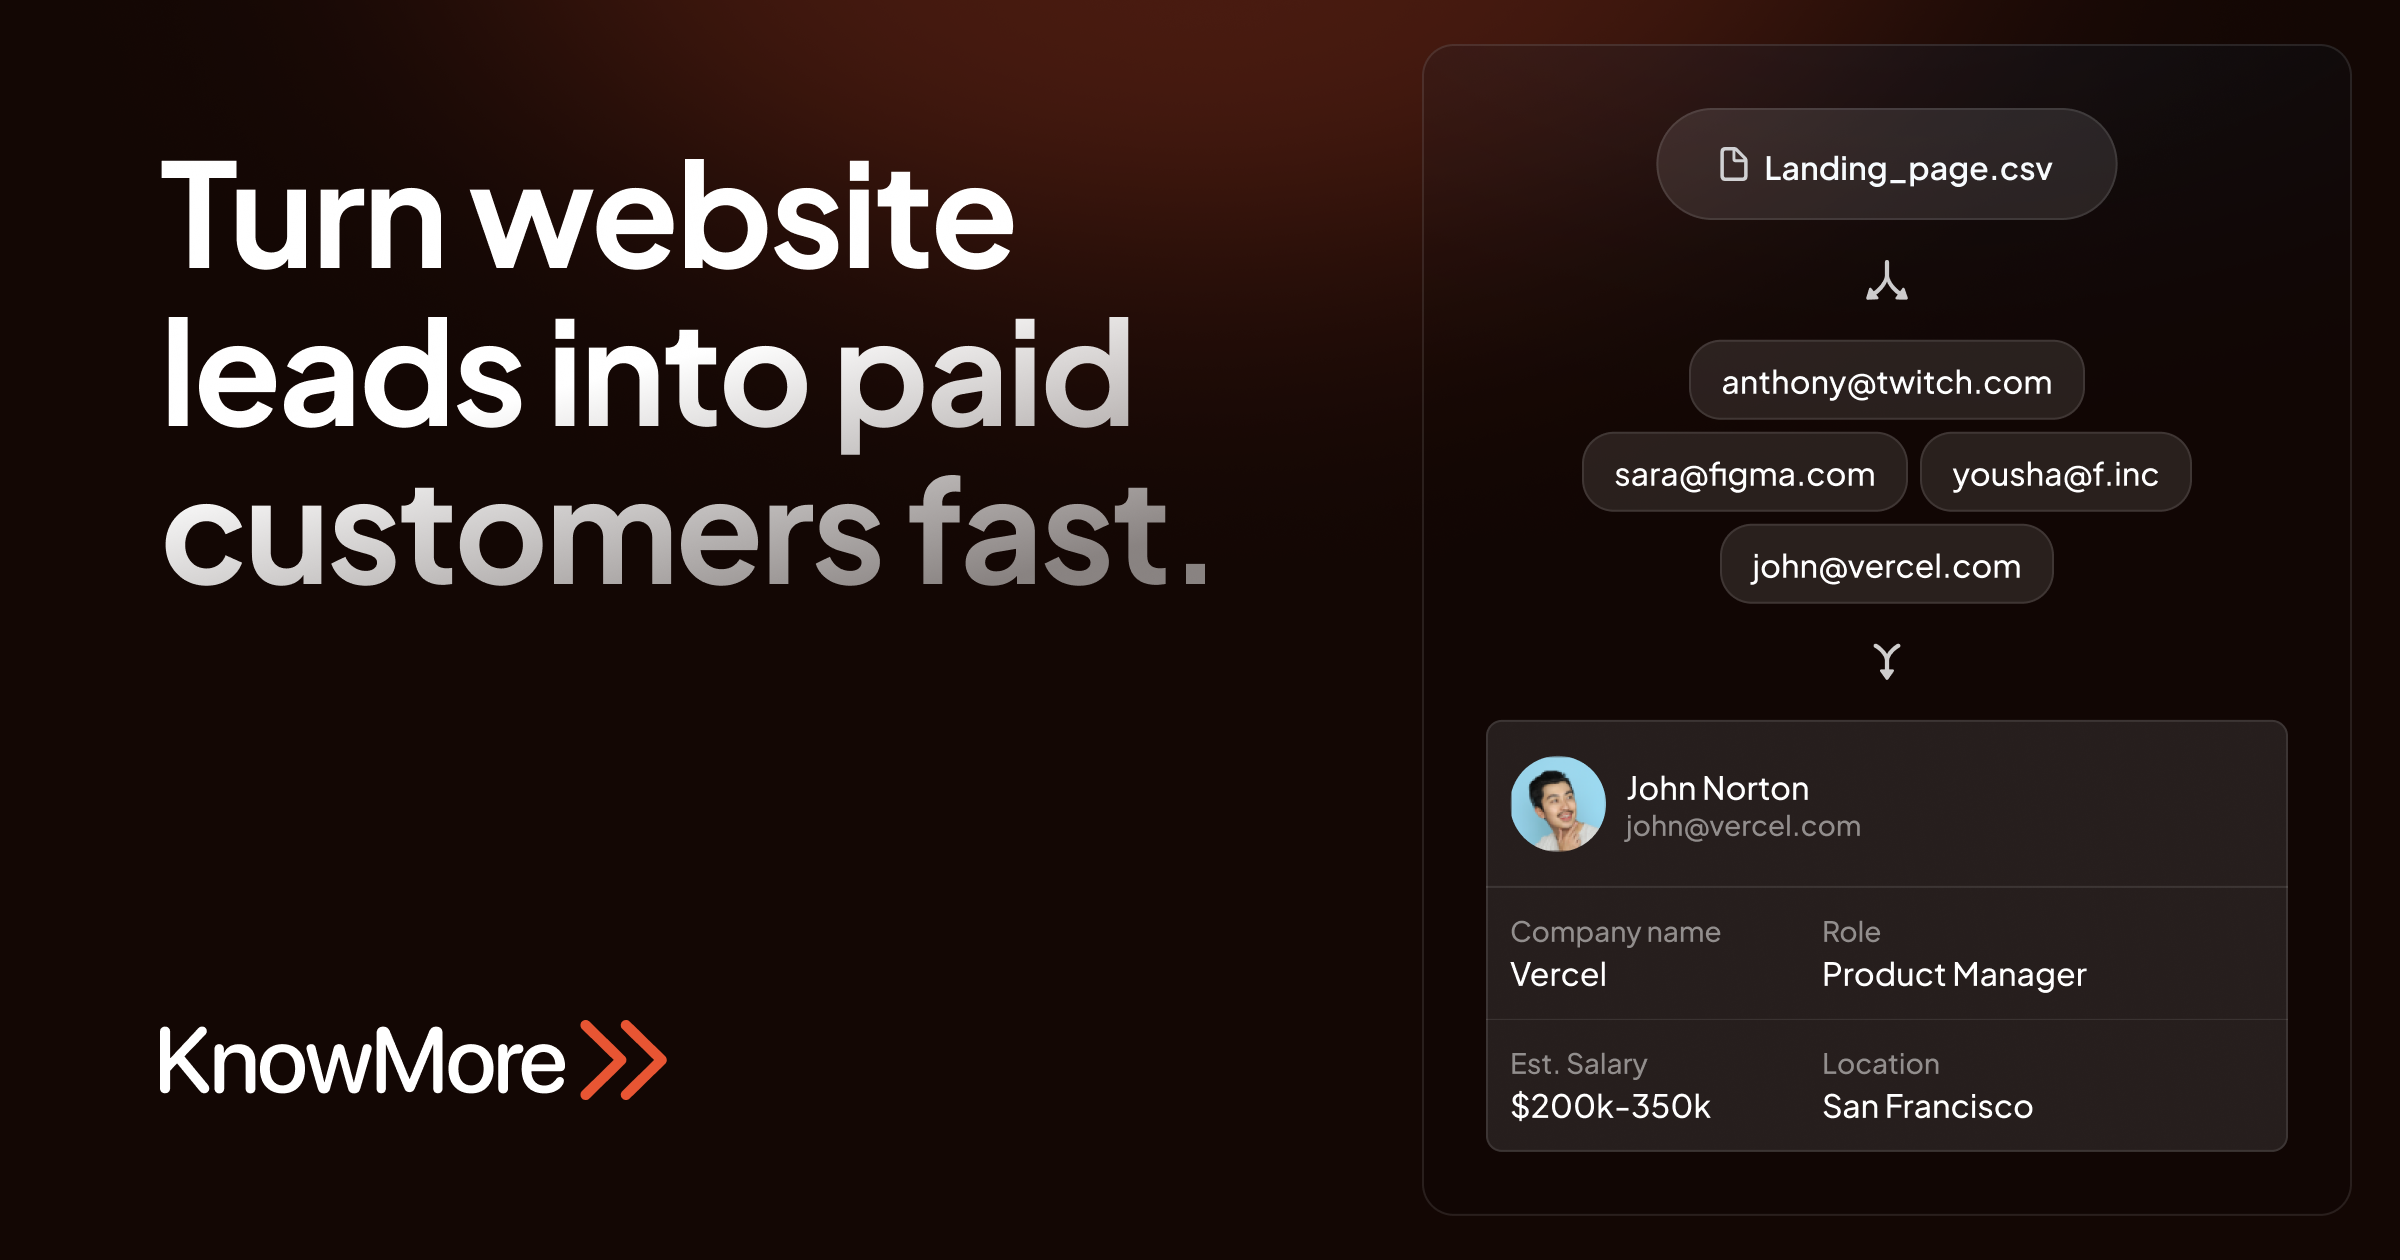 Turn website
leads into paid
customers fast.
KnowMore
Landing_page.csv
anthony@twitch.com
sara@figma.com
yousha@f.inc
john@vercel.com
John Norton
john@vercel.com
Company name
Vercel
Role
Product Manager
Est. Salary
$200k-350k
Location
San Francisco